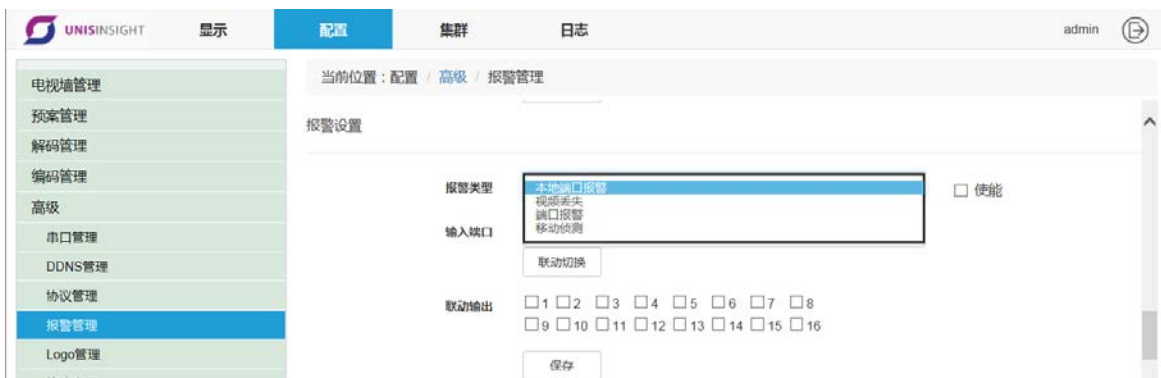 UNISINSIGHT 显示 配置 集群 日志 admin
电视墙管理
预案管理
解码管理
编码管理
高级
串口管理
DDNS管理
协议管理
报警管理
Logo管理
当前位置：配置 / 高级 / 报警管理
报警设置
报警类型
本地端口报警
视频丢失
端口报警
移动侦测
使能
输入端口
联动切换
联动输出
1 2 3 4 5 6 7 8
9 10 11 12 13 14 15 16
保存